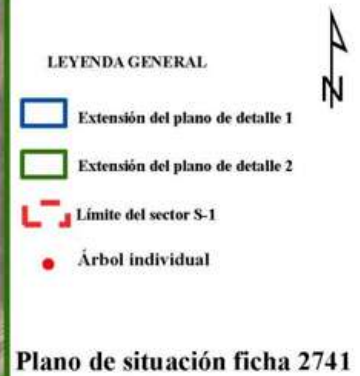 N
LEYENDA GENERAL
Extensión del plano de detalle 1
Extensión del plano de detalle 2
Límite del sector S-1
Árbol individual
Plano de situación ficha 2741